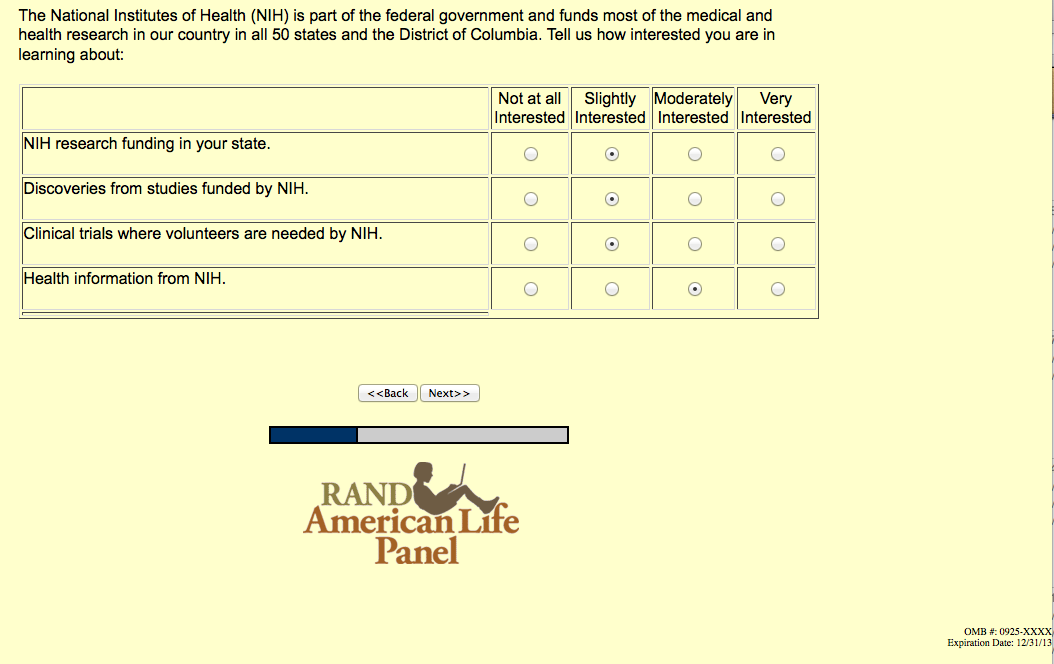 The National Institutes of Health (NIH) is part of the federal government and funds most of the medical and
health research in our country in all 50 states and the District of Columbia. Tell us how interested you are in
learning about:
Not at all Interested Slightly Interested Moderately Interested Very Interested
NIH research funding in your state.
Discoveries from studies funded by NIH.
Clinical trials where volunteers are needed by NIH.
Health information from NIH.
<<Back Next>>
RAND
American Life
Panel
OMB #: 0925-XXXX
Expiration Date: 12/31/13